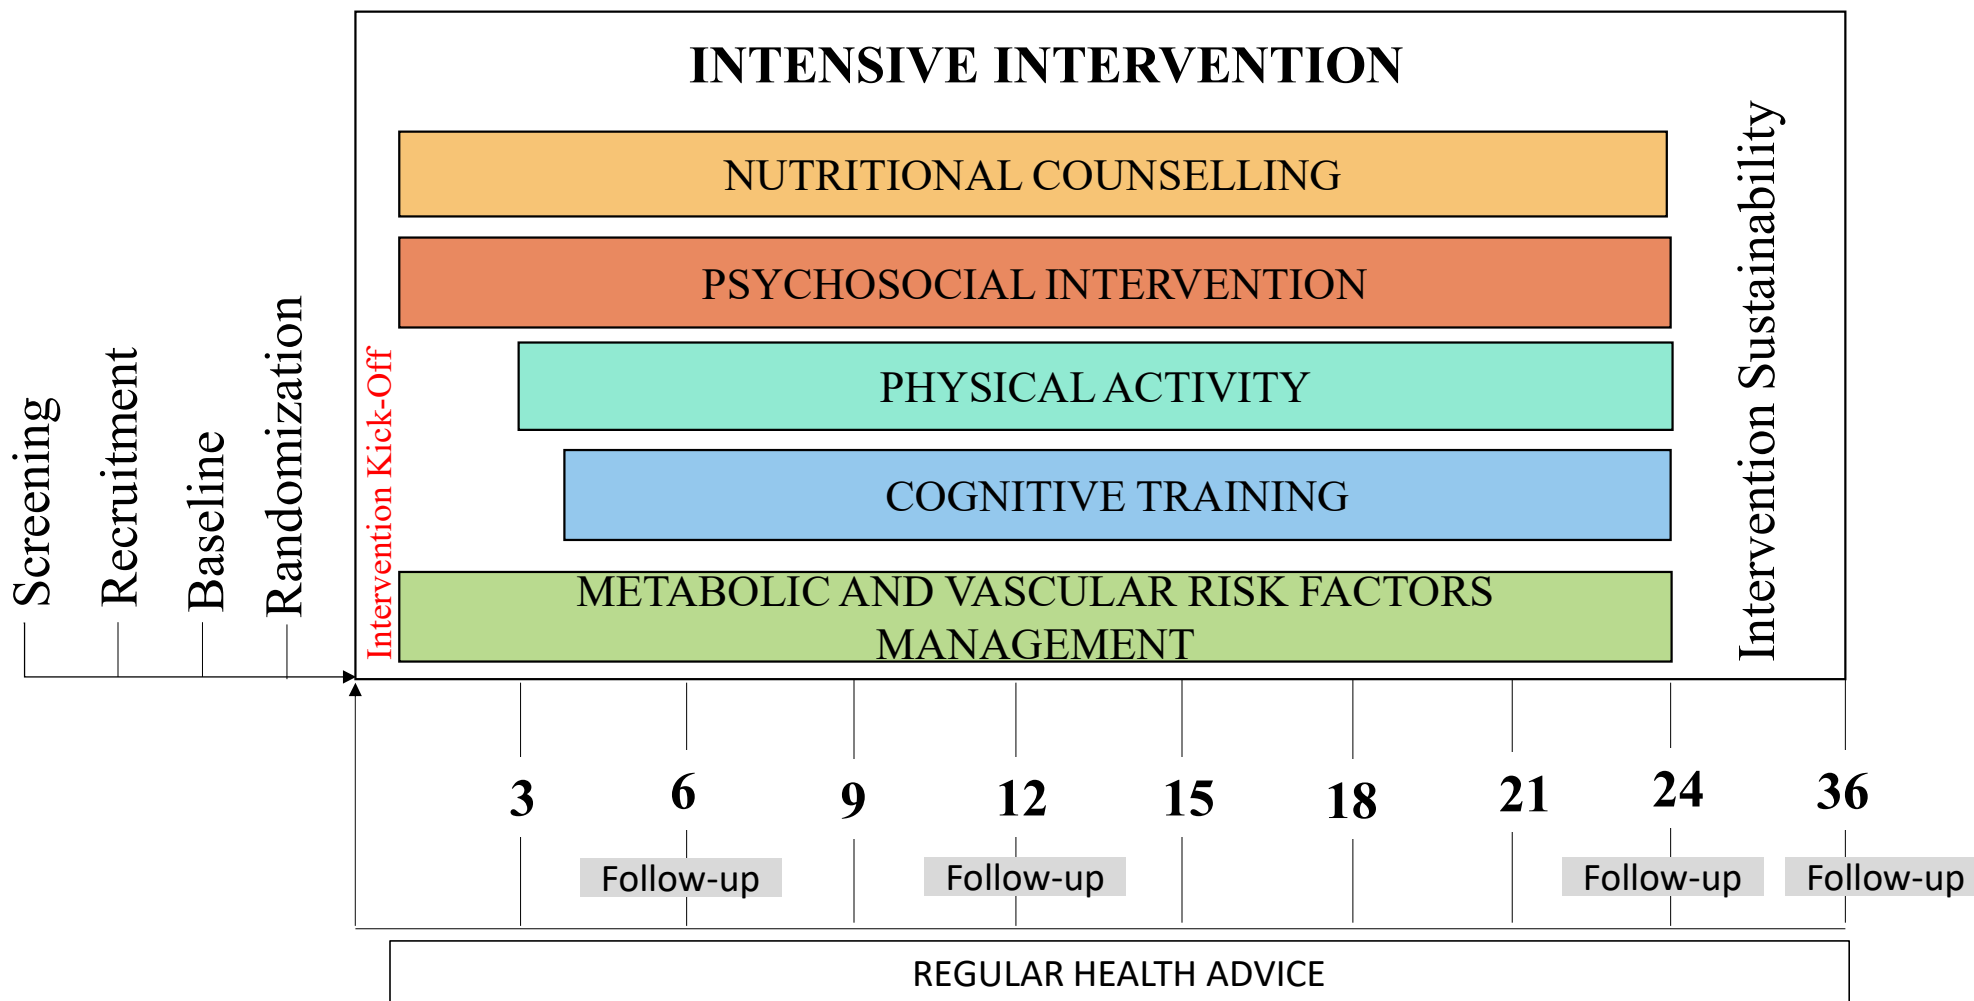 INTENSIVE INTERVENTION
NUTRITIONAL COUNSELLING
PSYCHOSOCIAL INTERVENTION
PHYSICAL ACTIVITY
COGNITIVE TRAINING
METABOLIC AND VASCULAR RISK FACTORS
MANAGEMENT
Screening
Recruitment
Baseline
Randomization
Intervention Kick-Off
Intervention Sustainability
3
6
9
12
15
18
21
24
36
Follow-up
Follow-up
Follow-up
Follow-up
REGULAR HEALTH ADVICE